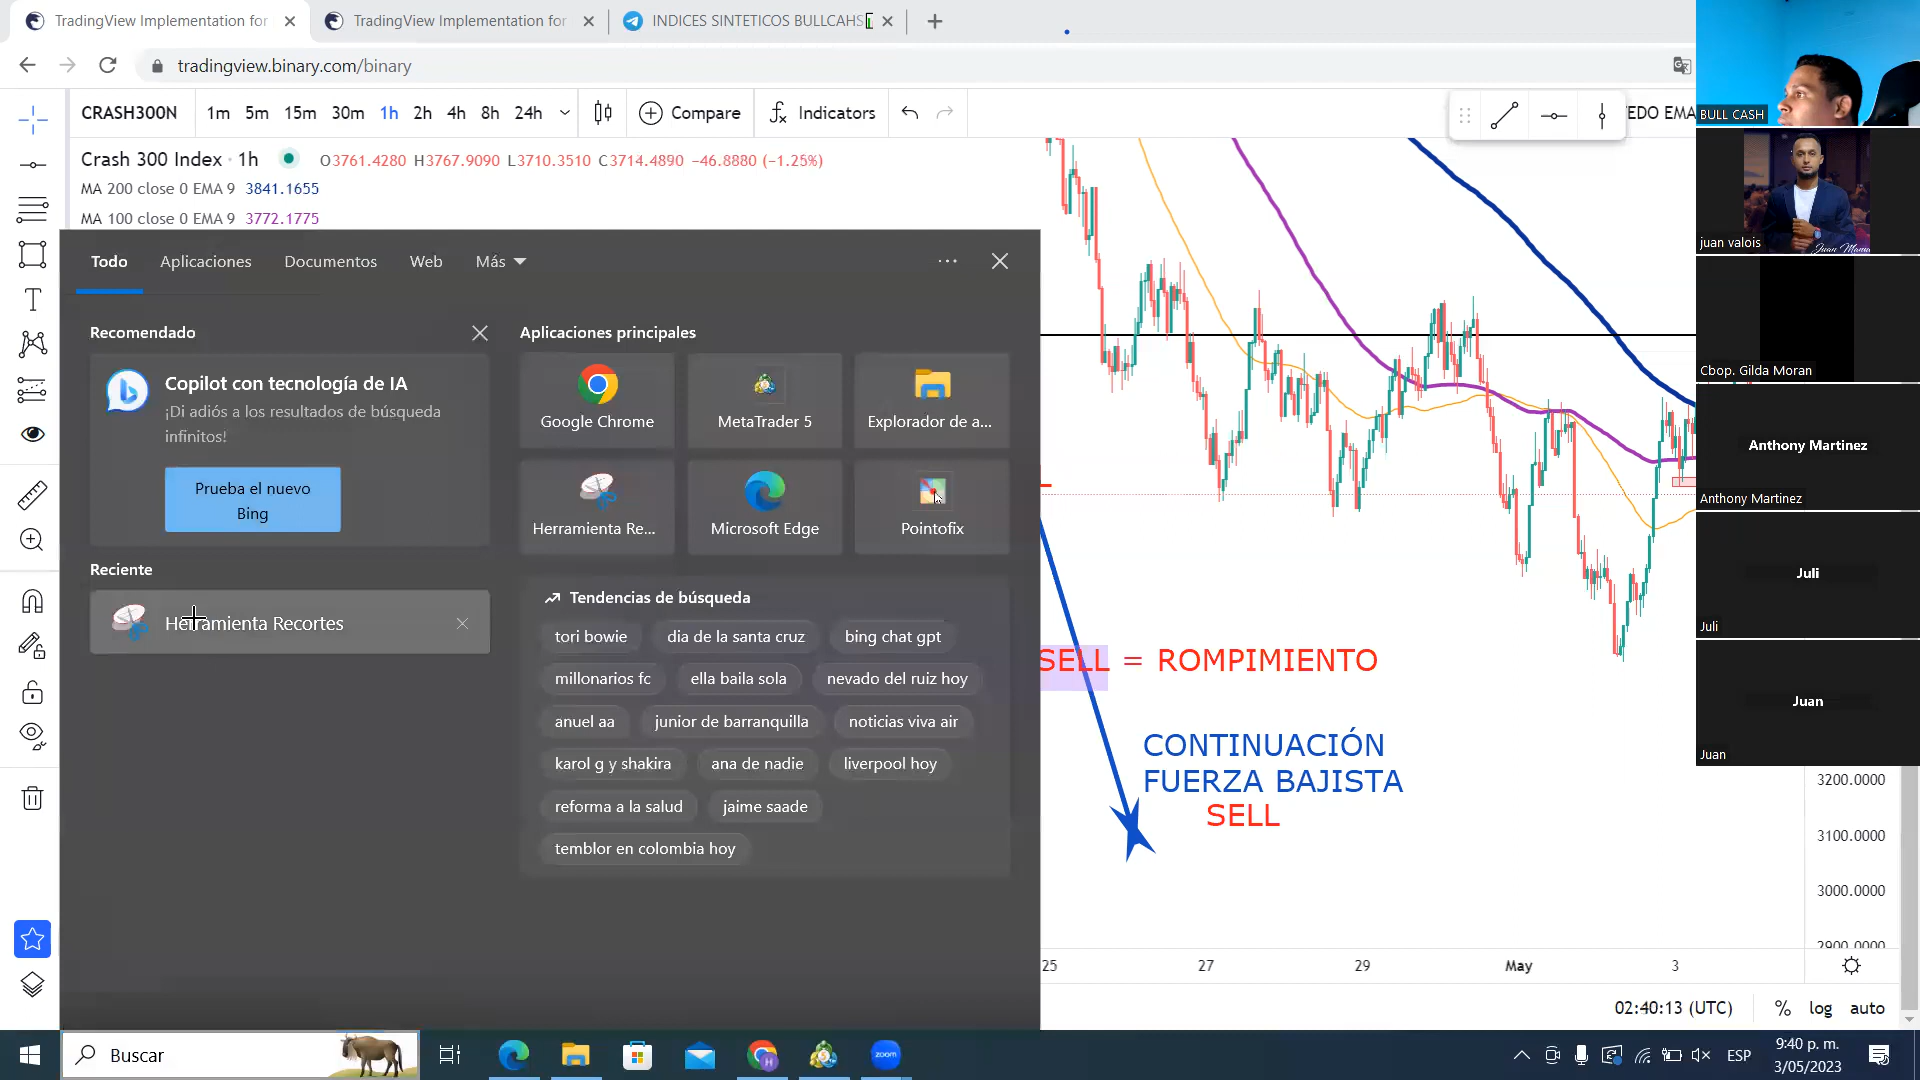 TradingView Implementation for
TradingView Implementation for
INDICES SINTETICOS BULLCAHS
tradingview.binary.com/binary
CRASH300N
1m 5m 15m 30m 1h 2h 4h 8h 24h
Compare
Indicators
EDO EMA
Crash 300 Index · 1h
O3761.4280 H3767.9090 L3710.3510 C3714.4890 −46.8880 (−1.25%)
MA 200 close 0 EMA 9 3841.1655
MA 100 close 0 EMA 9 3772.1775
Todo Aplicaciones Documentos Web Más
Recomendado
Copilot con tecnología de IA
¡Di adiós a los resultados de búsqueda
infinitos!
Prueba el nuevo
Bing
Reciente
Herramienta Recortes
Aplicaciones principales
Google Chrome
MetaTrader 5
Explorador de a...
Herramienta Re...
Microsoft Edge
Pointofix
Tendencias de búsqueda
tori bowie
dia de la santa cruz
bing chat gpt
millonarios fc
ella baila sola
nevado del ruiz hoy
anuel aa
junior de barranquilla
noticias viva air
karol g y shakira
ana de nadie
liverpool hoy
reforma a la salud
jaime saade
temblor en colombia hoy
SELL = ROMPIMIENTO
CONTINUACIÓN
FUERZA BAJISTA
SELL
BULL CASH
juan valois
Juan Manu
Cbop. Gilda Moran
Anthony Martinez
Anthony Martinez
Juli
Juli
Juan
Juan
3200.0000
3100.0000
3000.0000
2900.0000
25 27 29 May 3
02:40:13 (UTC) % log auto
Buscar
zoom
H
ESP
9:40 p. m.
3/05/2023